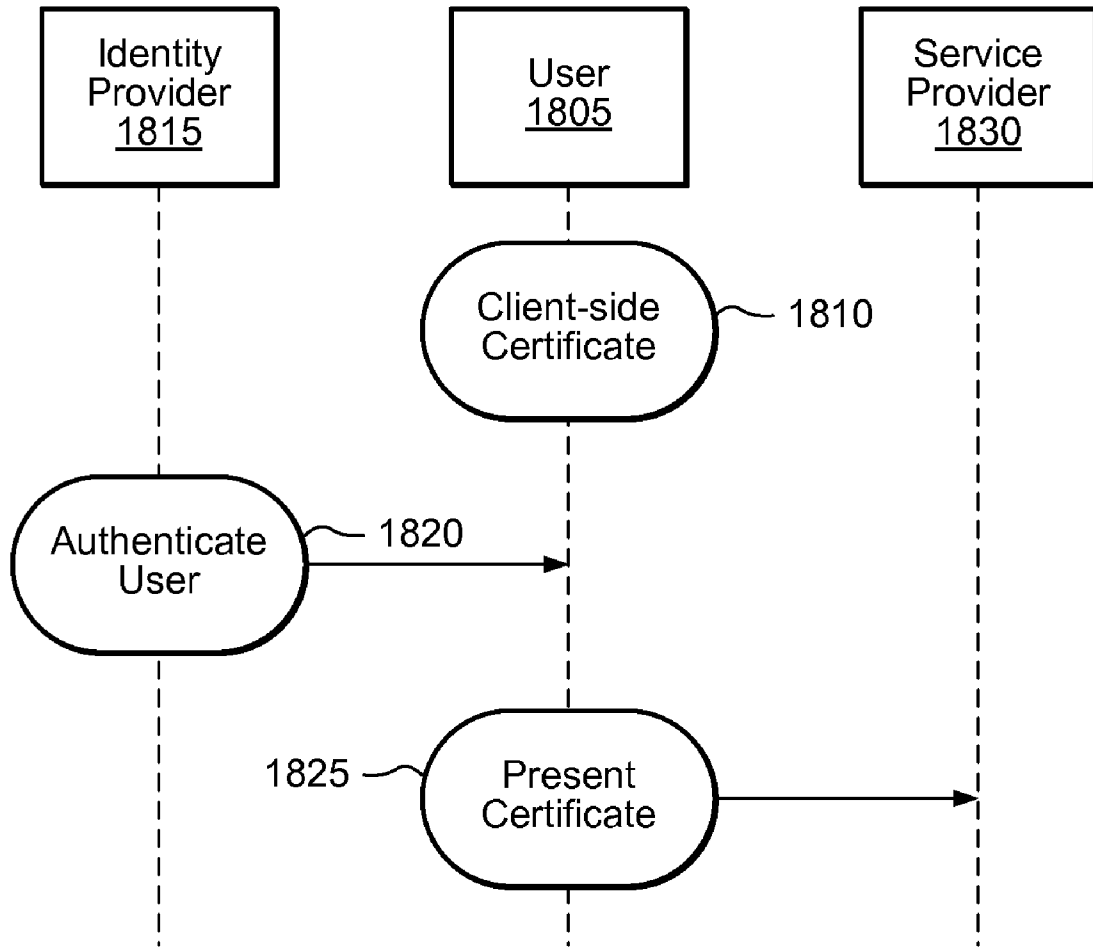 Identity
Provider
1815
User
1805
Service
Provider
1830
Client-side
Certificate
1810
Authenticate
User
1820
1825
Present
Certificate